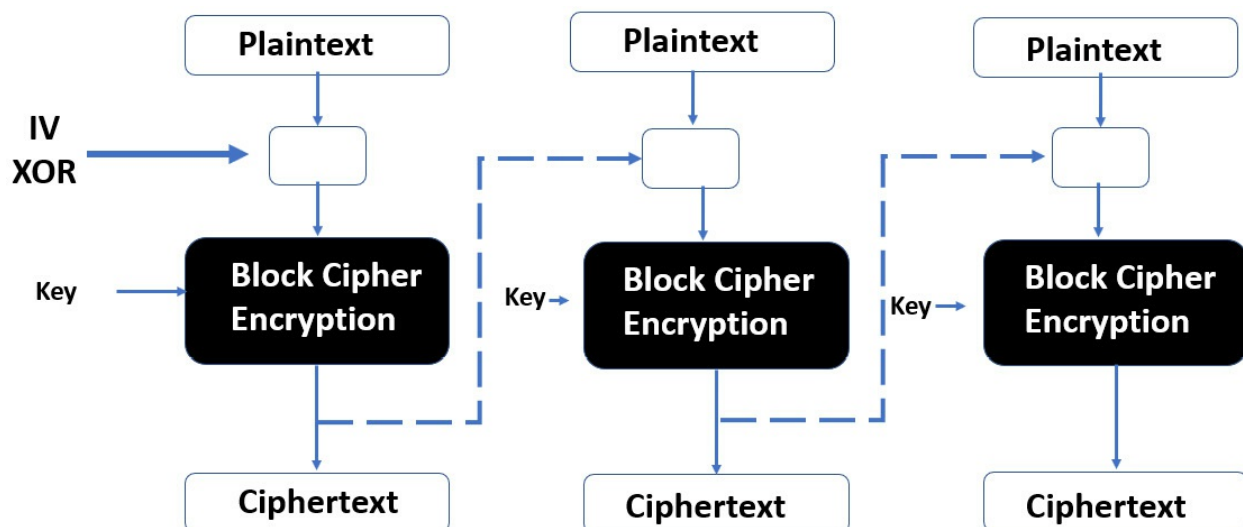 Plaintext
Plaintext
Plaintext
IV
XOR
Key
Block Cipher
Encryption
Key
Block Cipher
Encryption
Key
Block Cipher
Encryption
Ciphertext
Ciphertext
Ciphertext